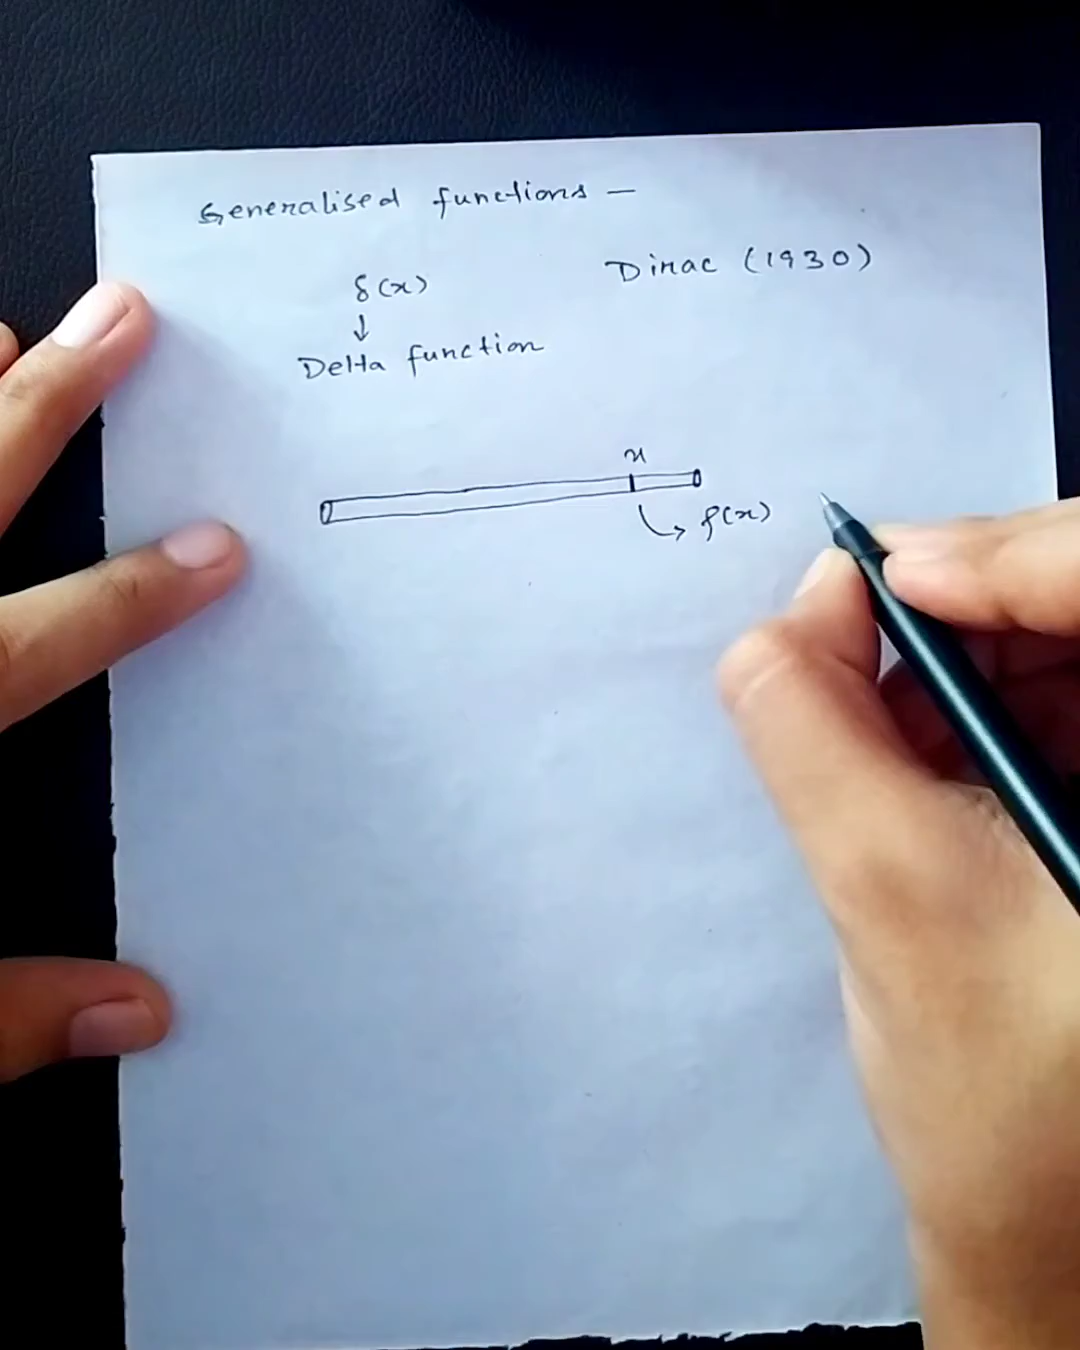 Generalised functions —
δ(x)
Dirac (1930)
↓
Delta function
x
ρ(x)